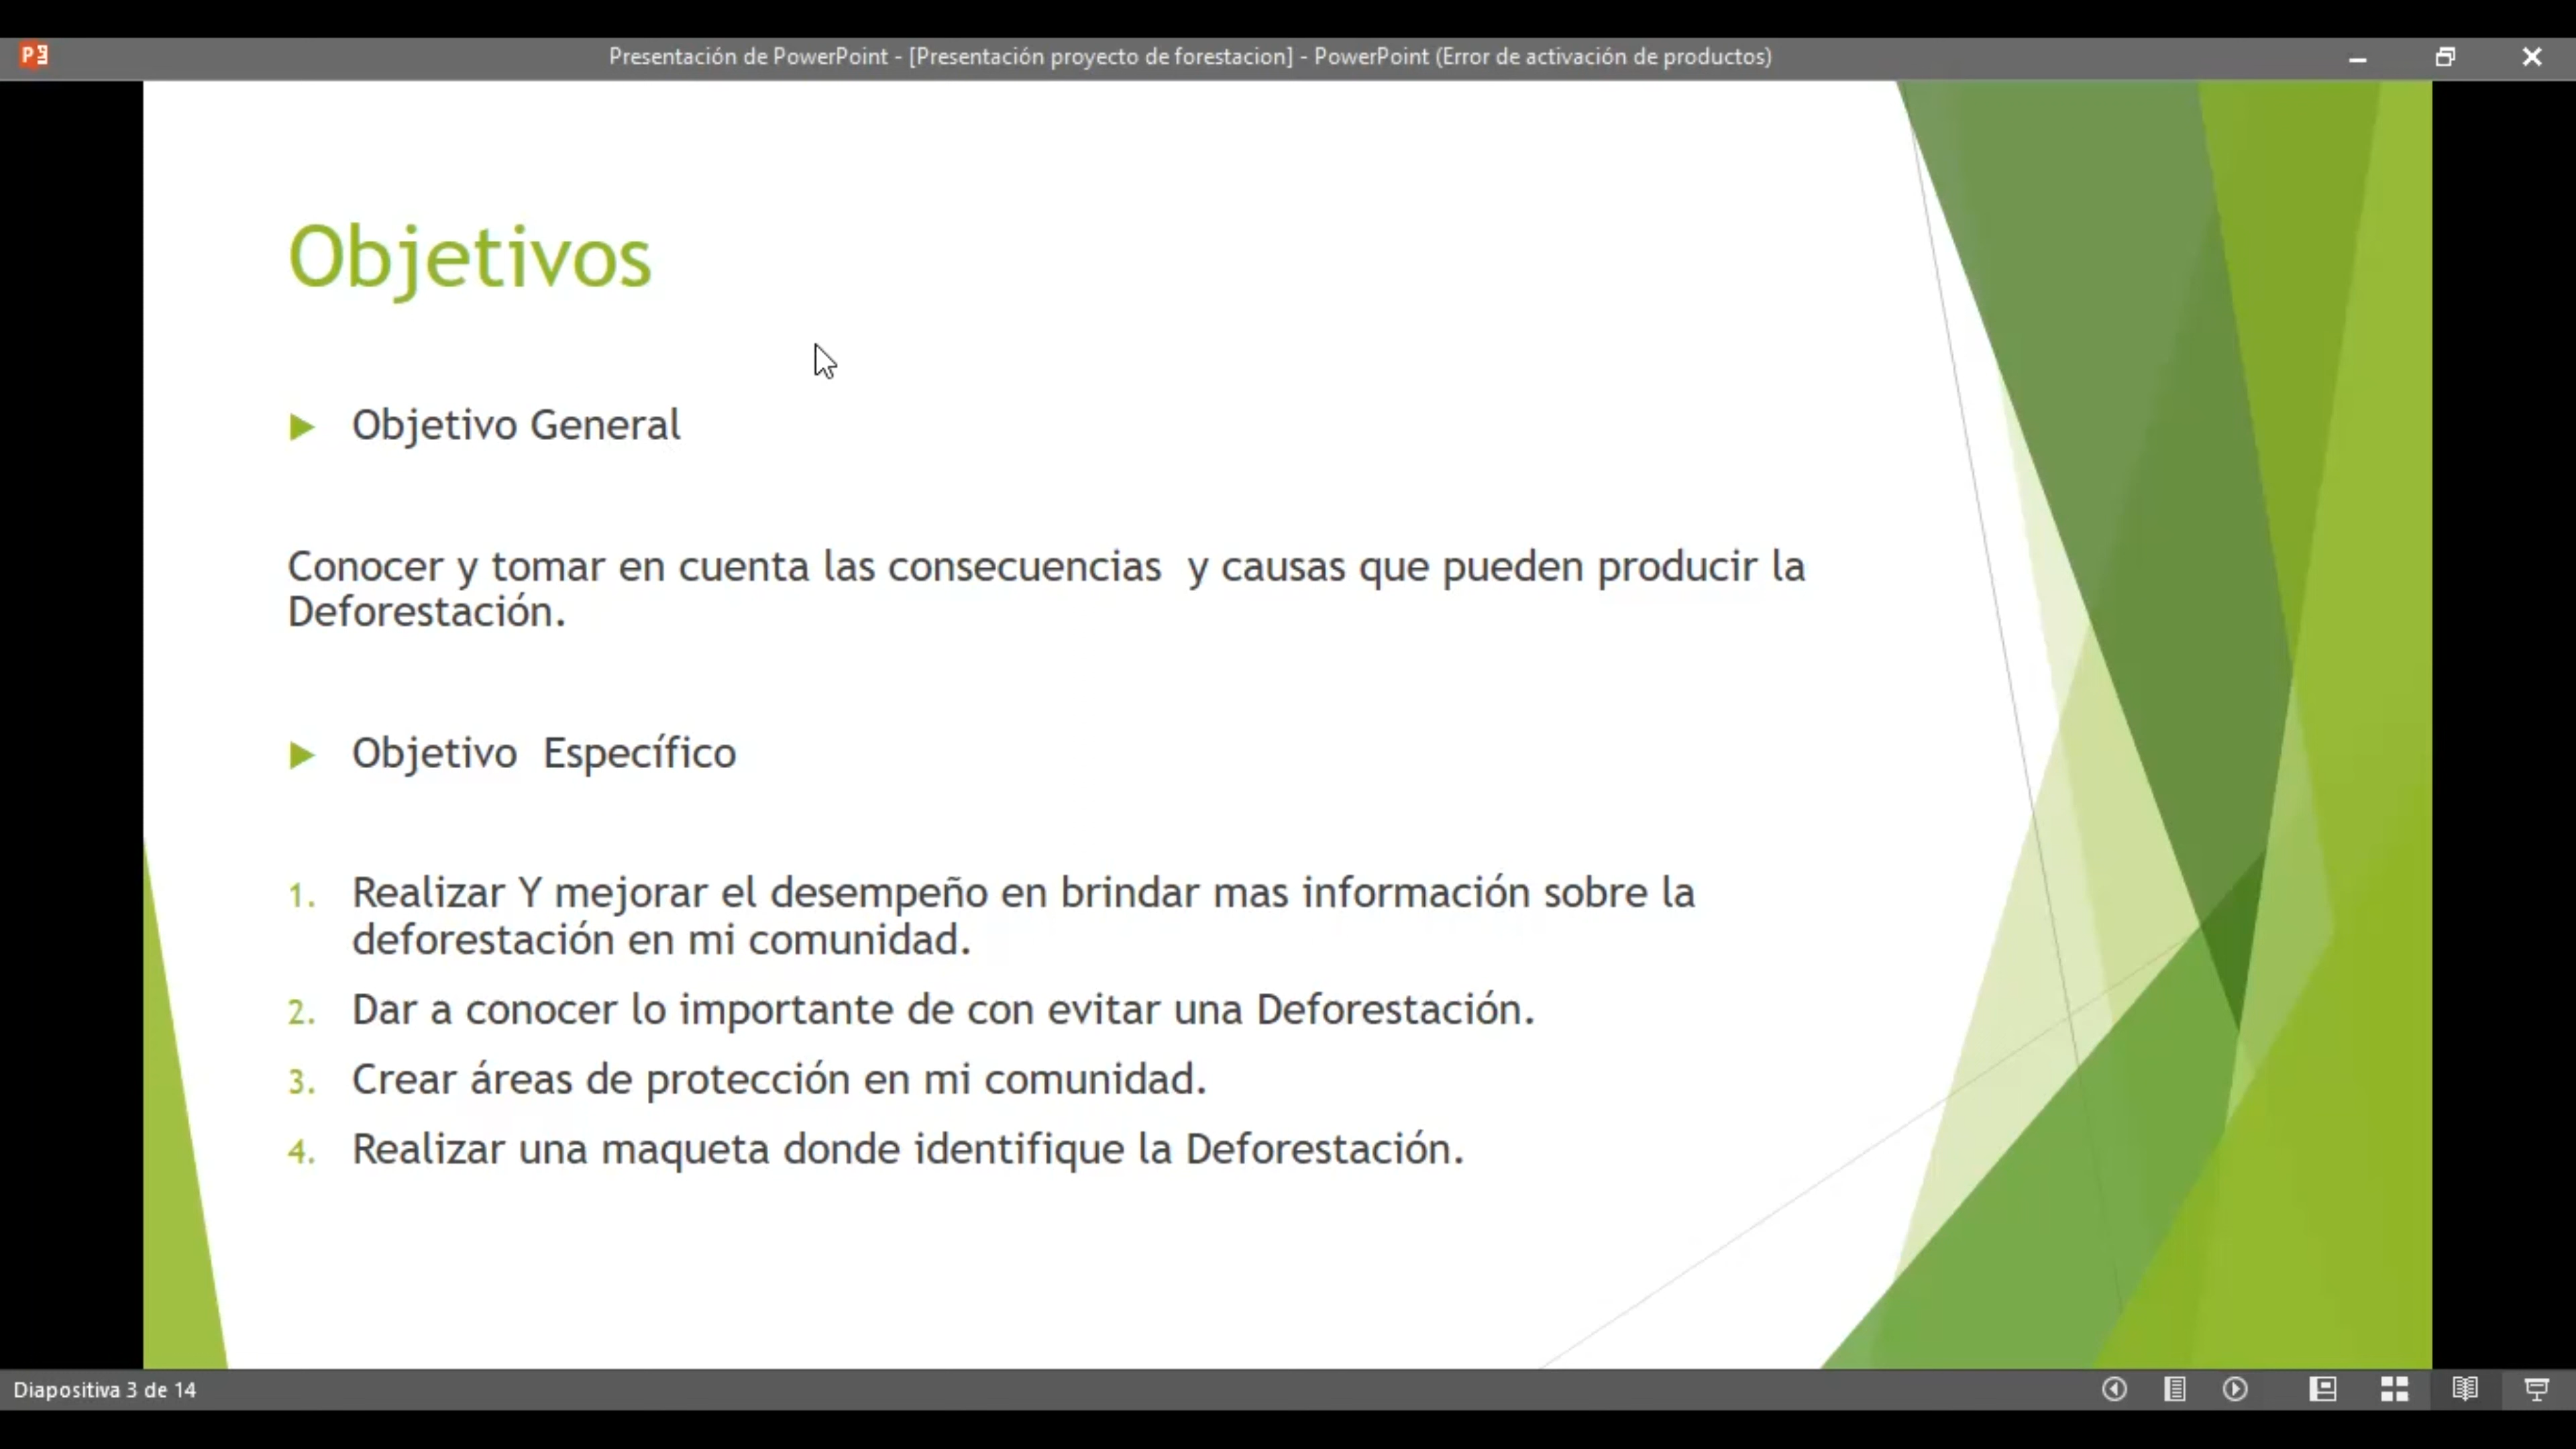 Presentación de PowerPoint - [Presentación proyecto de forestacion] - PowerPoint (Error de activación de productos)
Objetivos
Objetivo General
Conocer y tomar en cuenta las consecuencias  y causas que pueden producir la
Deforestación.
Objetivo  Específico
1. Realizar Y mejorar el desempeño en brindar mas información sobre la
deforestación en mi comunidad.
2. Dar a conocer lo importante de con evitar una Deforestación.
3. Crear áreas de protección en mi comunidad.
4. Realizar una maqueta donde identifique la Deforestación.
Diapositiva 3 de 14